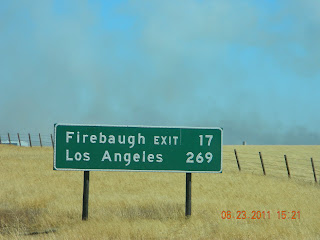 Firebaugh EXIT 17
Los Angeles 269
08.23.2011 15:21